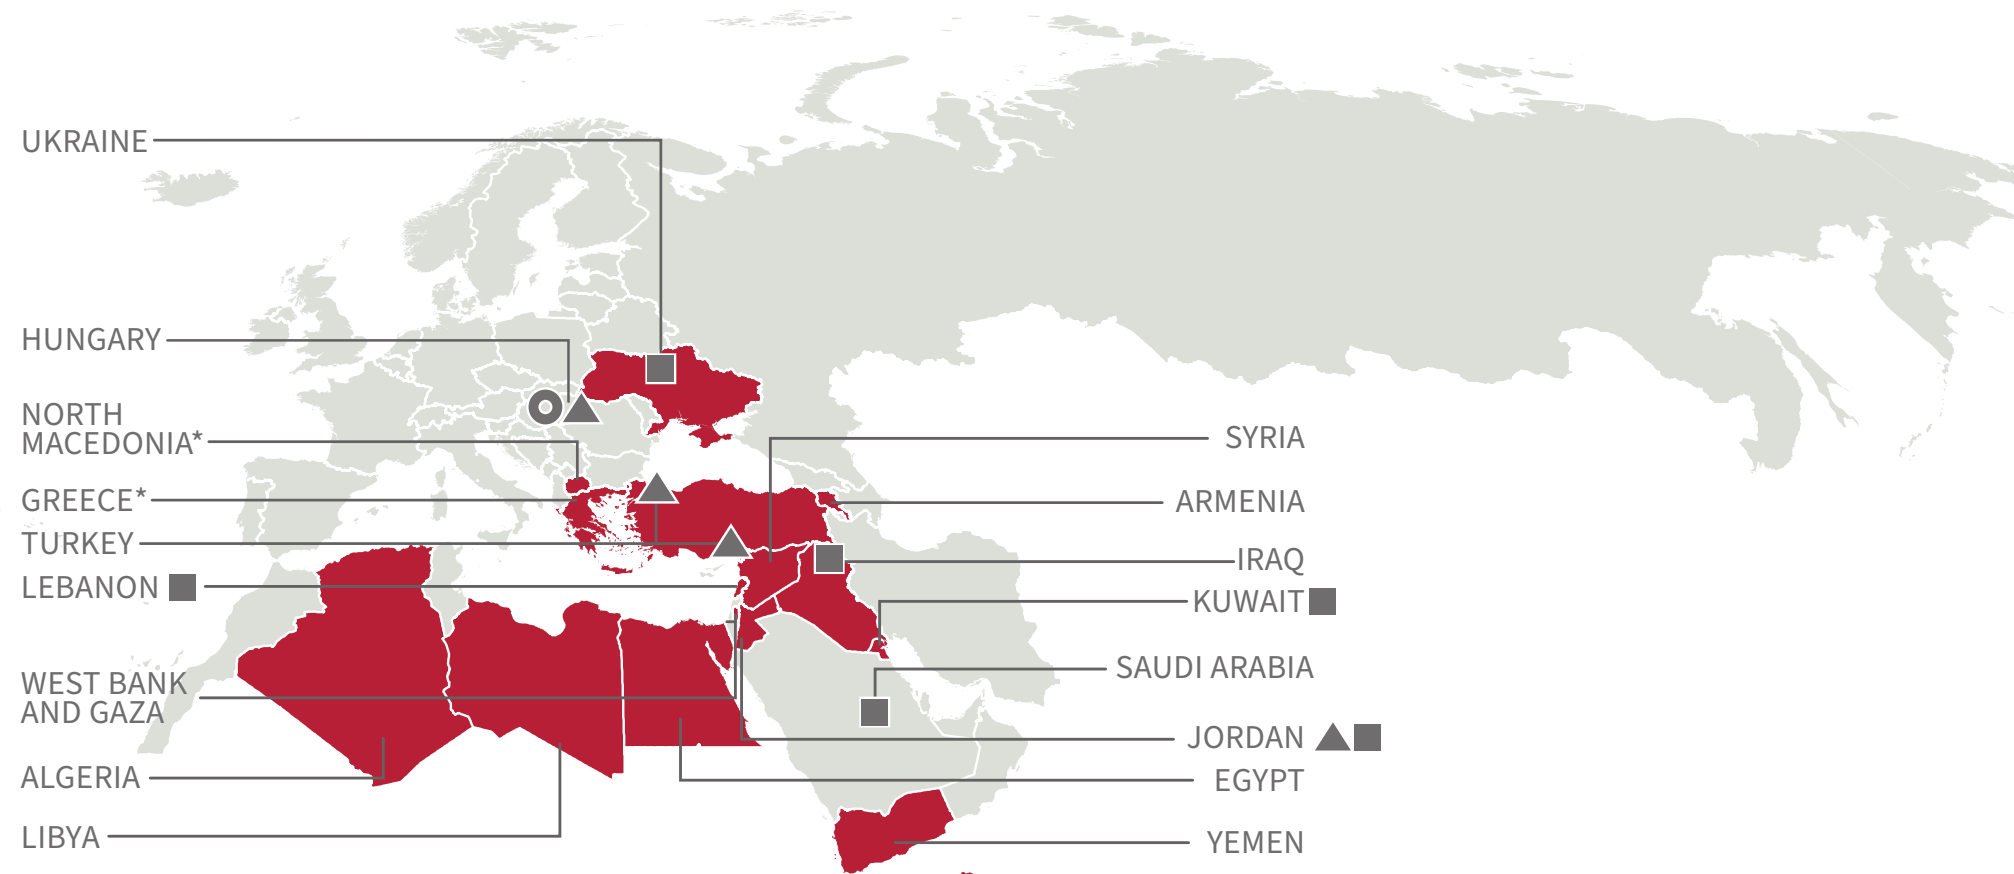 UKRAINE
HUNGARY
NORTH
MACEDONIA*
GREECE*
TURKEY
LEBANON
WEST BANK
AND GAZA
ALGERIA
LIBYA
SYRIA
ARMENIA
IRAQ
KUWAIT
SAUDI ARABIA
JORDAN
EGYPT
YEMEN